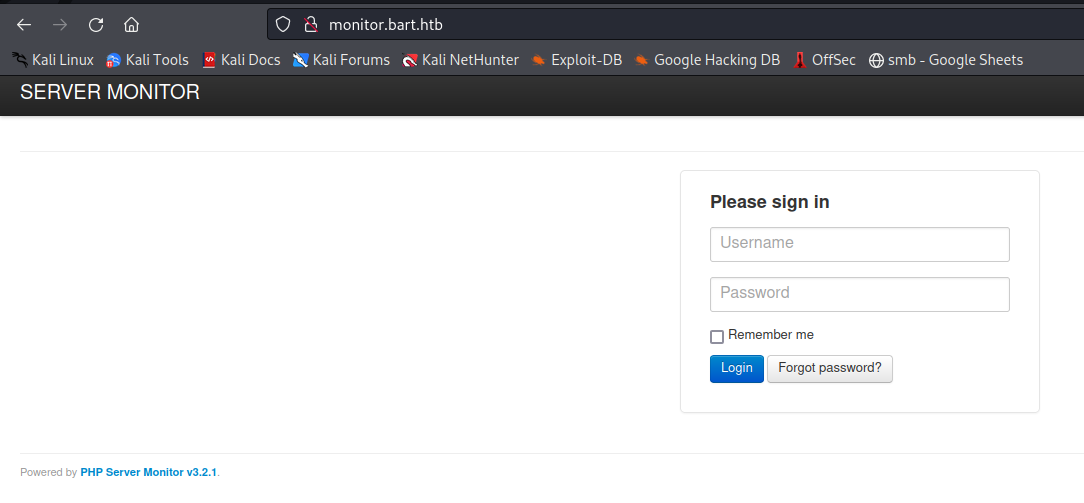 monitor.bart.htb
Kali Linux Kali Tools Kali Docs Kali Forums Kali NetHunter Exploit-DB Google Hacking DB OffSec smb - Google Sheets
SERVER MONITOR
Please sign in
Username
Password
Remember me
Login Forgot password?
Powered by PHP Server Monitor v3.2.1.